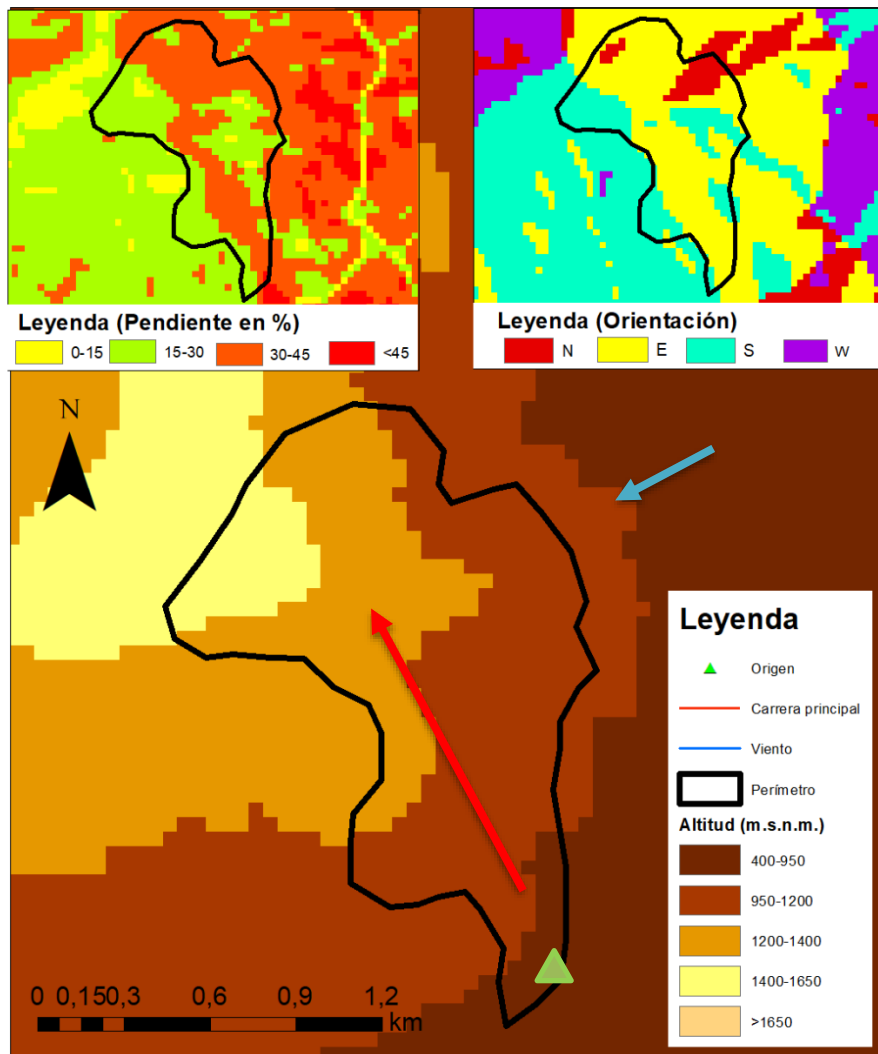 Leyenda (Pendiente en %)
0-15 15-30 30-45 <45
Leyenda (Orientación)
N E S W
N
Leyenda
Origen
Carrera principal
Viento
Perímetro
Altitud (m.s.n.m.)
400-950
950-1200
1200-1400
1400-1650
>1650
0 0,150,3 0,6 0,9 1,2
km